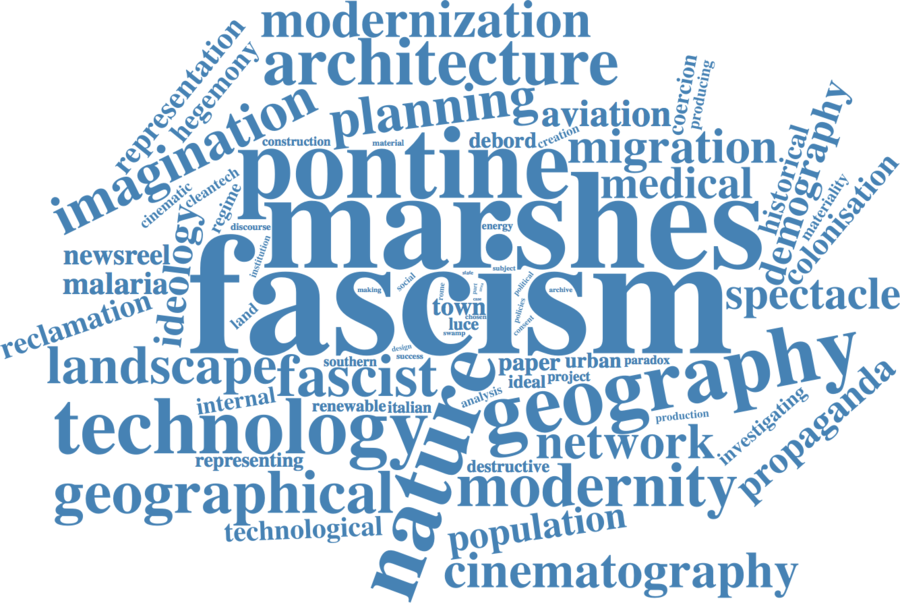 modernization
architecture
representation
hegemony
imagination
planning
aviation
coercion
producing
construction
material
debord
creation
migration
pontine
medical
historical
demography
materiality
colonisation
cinematic
cleantech
regime
discourse
marshes
energy
newsreel
ideology
institution
malaria
fascism
subject
state
social
political
making
rome
archive
spectacle
reclamation
land
town
policies
chosen
luce
consent
swamp
design
success
landscape
southern
fascist
nature
paper
urban
paradox
ideal
project
geography
internal
renewable
italian
analysis
technology
production
network
investigating
propaganda
representing
destructive
geographical
modernity
technological
population
cinematography